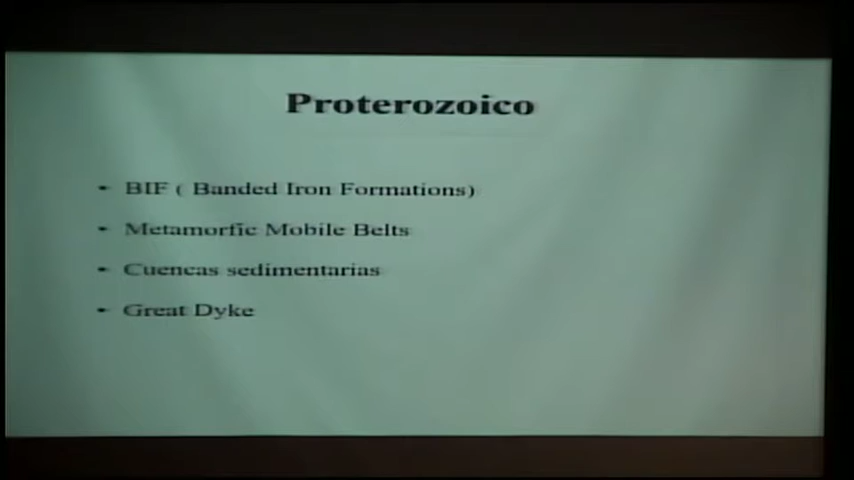 Proterozoico
• BIF ( Banded Iron Formations)
• Metamorfic Mobile Belts
• Cuencas sedimentarias
• Great Dyke